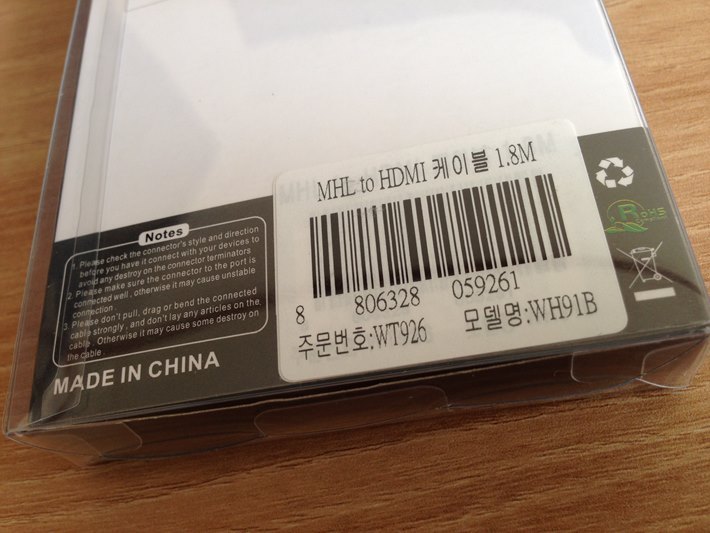 MHL to HDMI 케이블 1.8M
8 806328 059261
주문번호:WT926 모델명:WH91B
Notes
1. Please check the connector's style and direction
before you have it connect with your devices to
avoid any destroy on the connector terminators
2. Please make sure the connector to the port is
connected well , otherwise it may cause unstable
connection .
3. Please don't pull, drag or bend the connected
cable strongly , and don't lay any articles on the
cable . Otherwise it may cause some destroy on
the cable .
MADE IN CHINA
RoHS